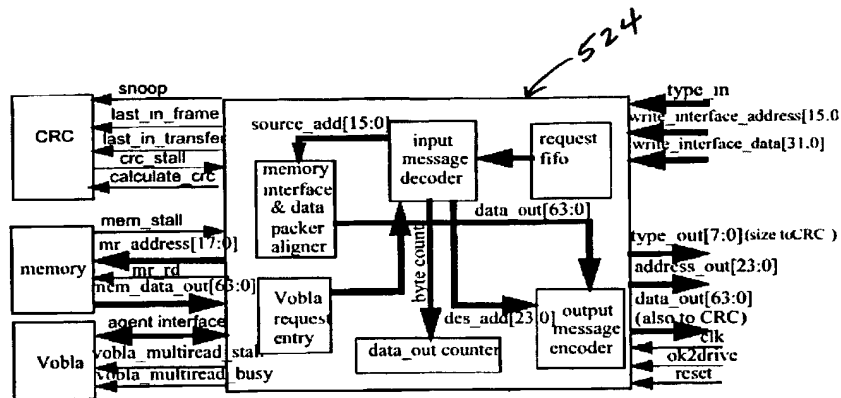 524
snoop
last_in_frame
last_in_transfer
crc_stall
calculate_crc
CRC
mem_stall
mr_address[17:0]
mr_rd
mem_data_out[63:0]
memory
agent interface
vobla_multiread_stall
vobla_multiread_busy
Vobla
source_add[15:0]
input
message
decoder
request
fifo
memory
interface
& data
packer
aligner
data_out[63:0]
byte count
Vobla
request
entry
des_add[23:0]
output
message
encoder
data_out counter
type_in
write_interface_address[15.0]
write_interface_data[31.0]
type_out[7:0](size toCRC )
address_out[23:0]
data_out[63:0]
(also to CRC)
clk
ok2drive
reset